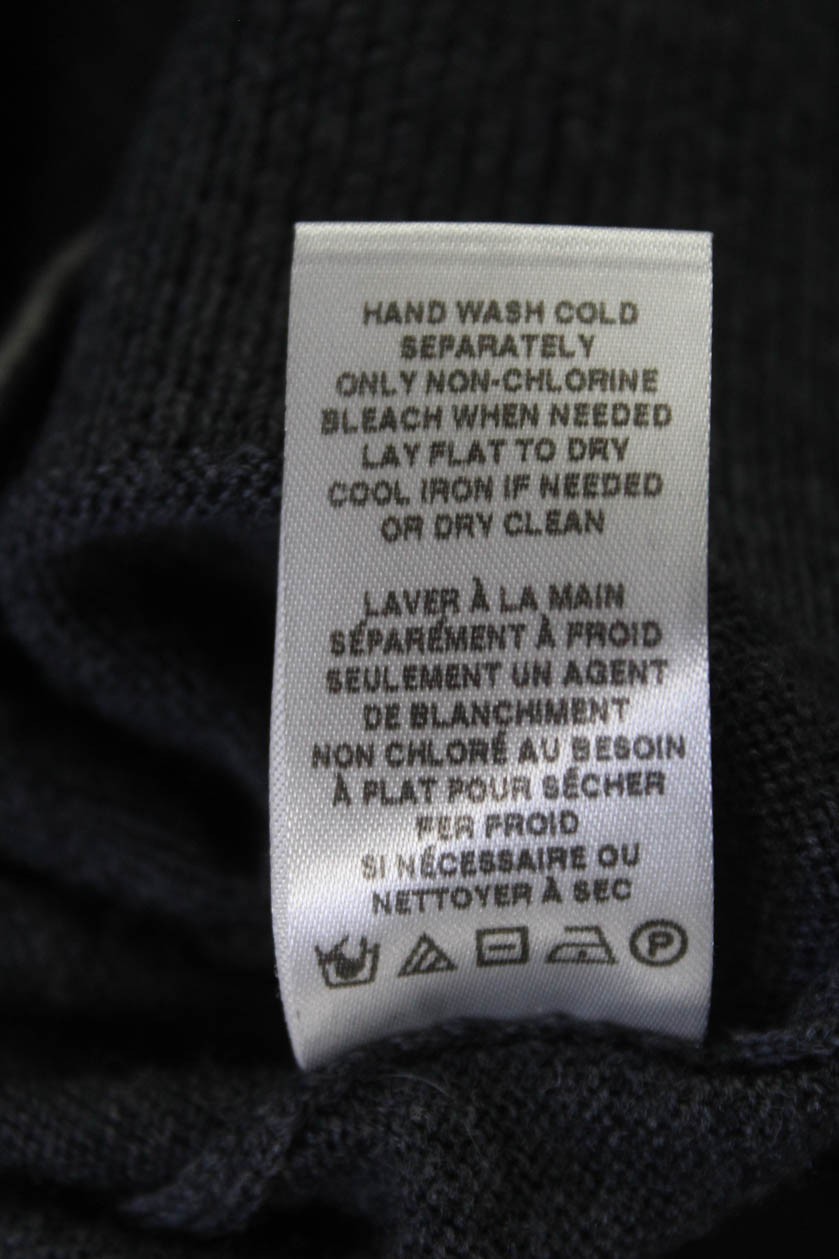 HAND WASH COLD
SEPARATELY
ONLY NON-CHLORINE
BLEACH WHEN NEEDED
LAY FLAT TO DRY
COOL IRON IF NEEDED
OR DRY CLEAN
LAVER À LA MAIN
SÉPARÉMENT À FROID
SEULEMENT UN AGENT
DE BLANCHIMENT
NON CHLORÉ AU BESOIN
À PLAT POUR SÉCHER
FER FROID
SI NÉCESSAIRE OU
NETTOYER À SEC
P